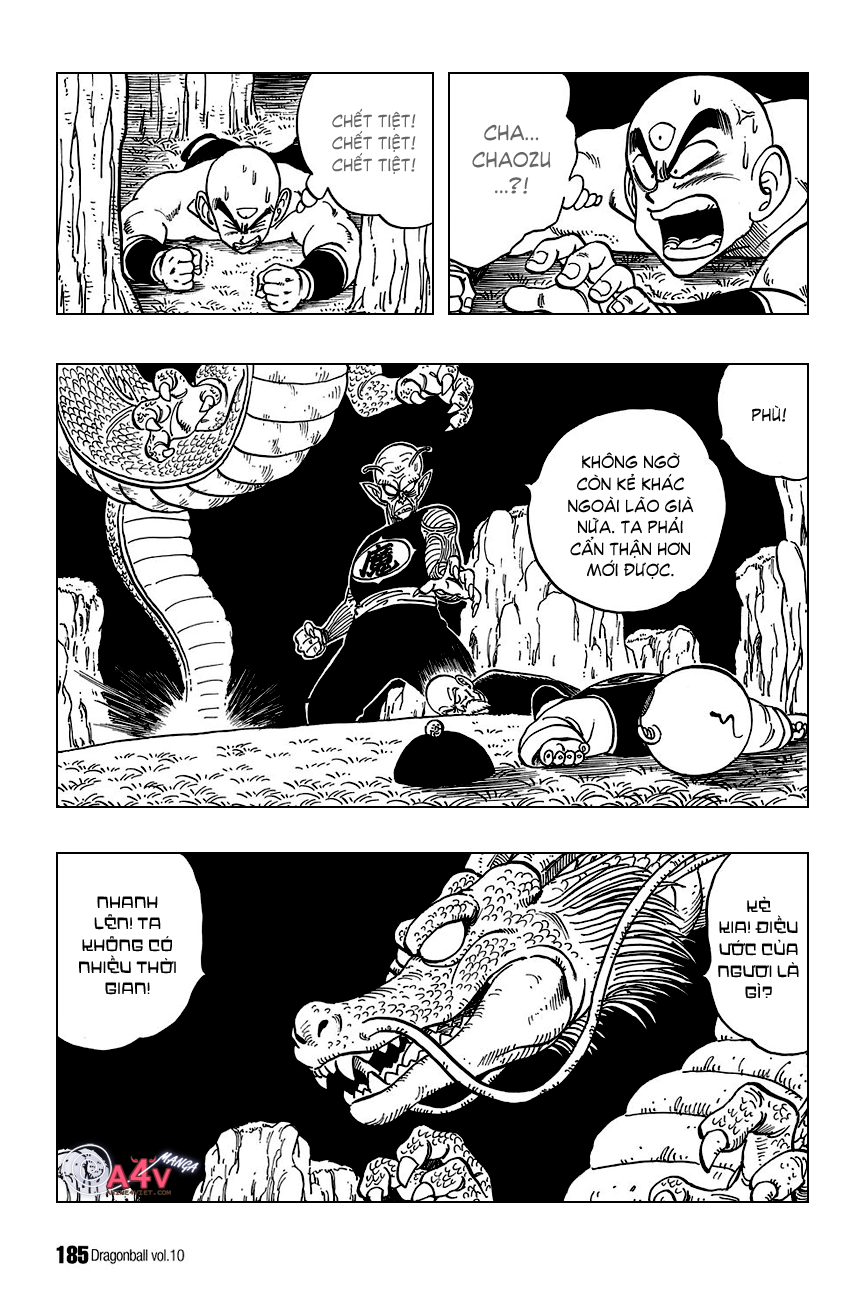 CHA...
CHAOZU
...?!
CHẾT TIỆT!
CHẾT TIỆT!
CHẾT TIỆT!
PHÙ!
KHÔNG NGỜ
CÒN KẺ KHÁC
NGOÀI LÃO GIÀ
NỮA. TA PHẢI
CẨN THẬN HƠN
MỚI ĐƯỢC.
魔
KẺ
KIA! ĐIỀU
ƯỚC CỦA
NGƯƠI LÀ
GÌ?
NHANH
LÊN! TA
KHÔNG CÓ
NHIỀU THỜI
GIAN!
A4V
MANGA
185 Dragonball vol.10